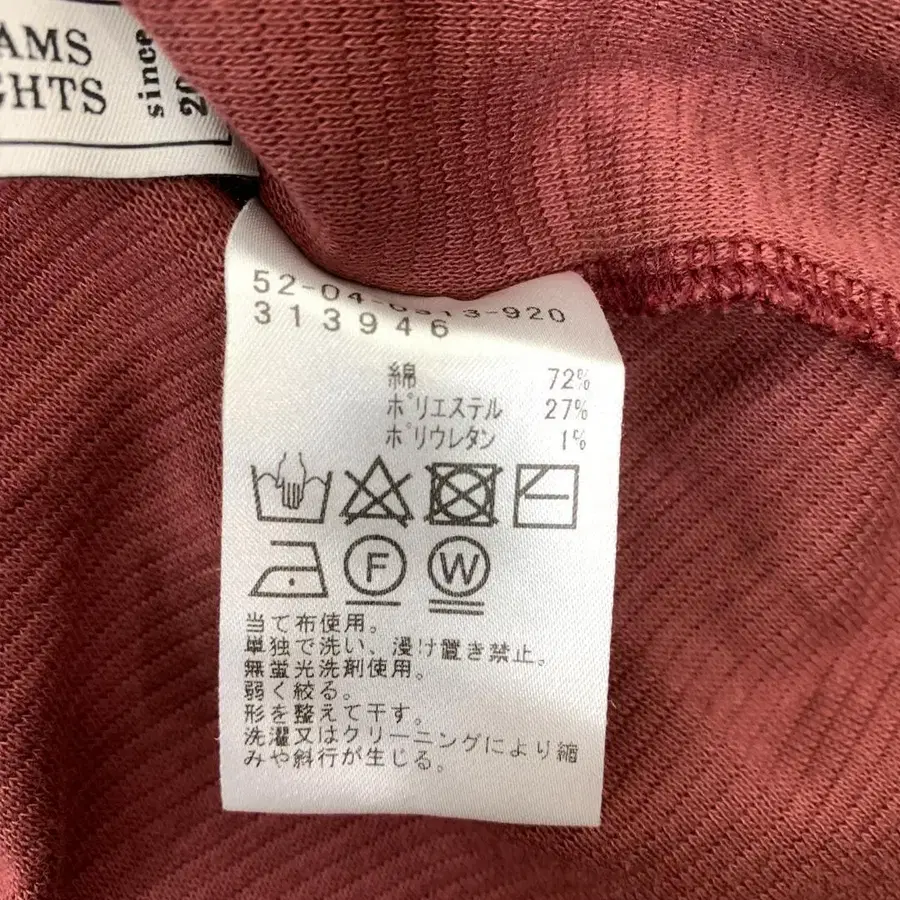 AMS
GHTS
since
20
52-04-0313-920
313946
綿 72%
ポリエステル 27%
ポリウレタン 1%
F W
当て布使用。
単独で洗い、浸け置き禁止。
無蛍光洗剤使用。
弱く絞る。
形を整えて干す。
洗濯又はクリーニングにより縮
みや斜行が生じる。